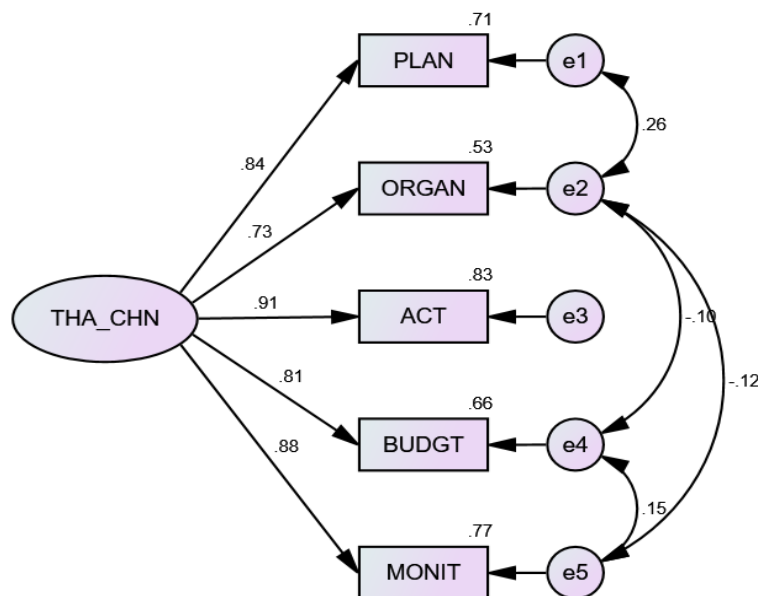 .71
PLAN
e1
.26
.84
.53
ORGAN
e2
.73
.83
THA_CHN
.91
ACT
e3
-.10
-.12
.81
.66
BUDGT
e4
.88
.15
.77
MONIT
e5